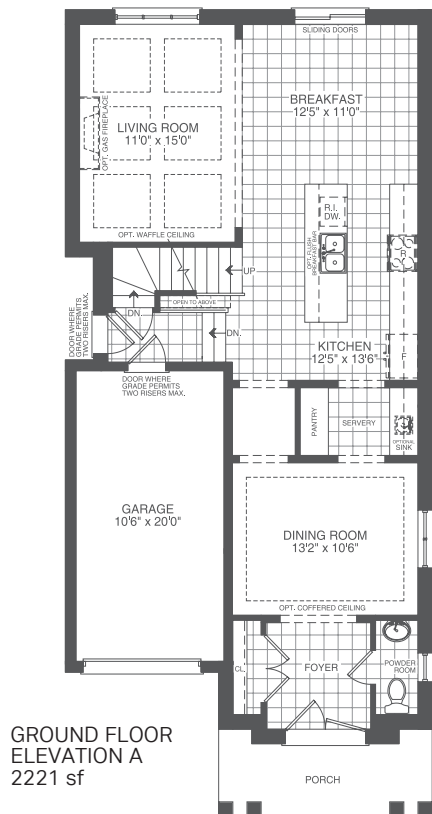 SLIDING DOORS
BREAKFAST
12'5" x 11'0"
LIVING ROOM
11'0" x 15'0"
OPT. GAS FIREPLACE
OPT. WAFFLE CEILING
R.I.
DW.
OPT. FLUSH
BREAKFAST BAR
R
UP
OPEN TO ABOVE
DN.
DN.
DOOR WHERE
GRADE PERMITS
TWO RISERS MAX.
KITCHEN
12'5" x 13'6"
F
DOOR WHERE
GRADE PERMITS
TWO RISERS MAX.
PANTRY
SERVERY
OPTIONAL
SINK
GARAGE
10'6" x 20'0"
DINING ROOM
13'2" x 10'6"
OPT. COFFERED CEILING
CL.
FOYER
POWDER
ROOM
GROUND FLOOR
ELEVATION A
2221 sf
PORCH